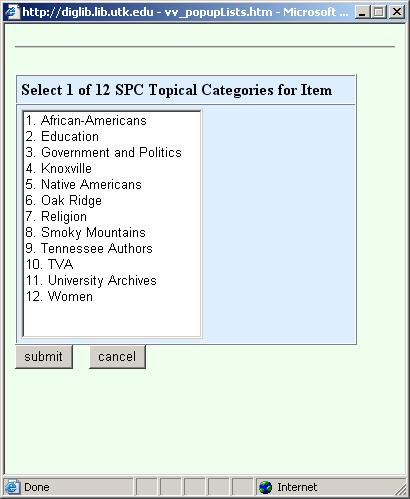 http://diglib.lib.utk.edu - vv_popupLists.htm - Microsoft ...
Select 1 of 12 SPC Topical Categories for Item
1. African-Americans
2. Education
3. Government and Politics
4. Knoxville
5. Native Americans
6. Oak Ridge
7. Religion
8. Smoky Mountains
9. Tennessee Authors
10. TVA
11. University Archives
12. Women
submit cancel
Done Internet